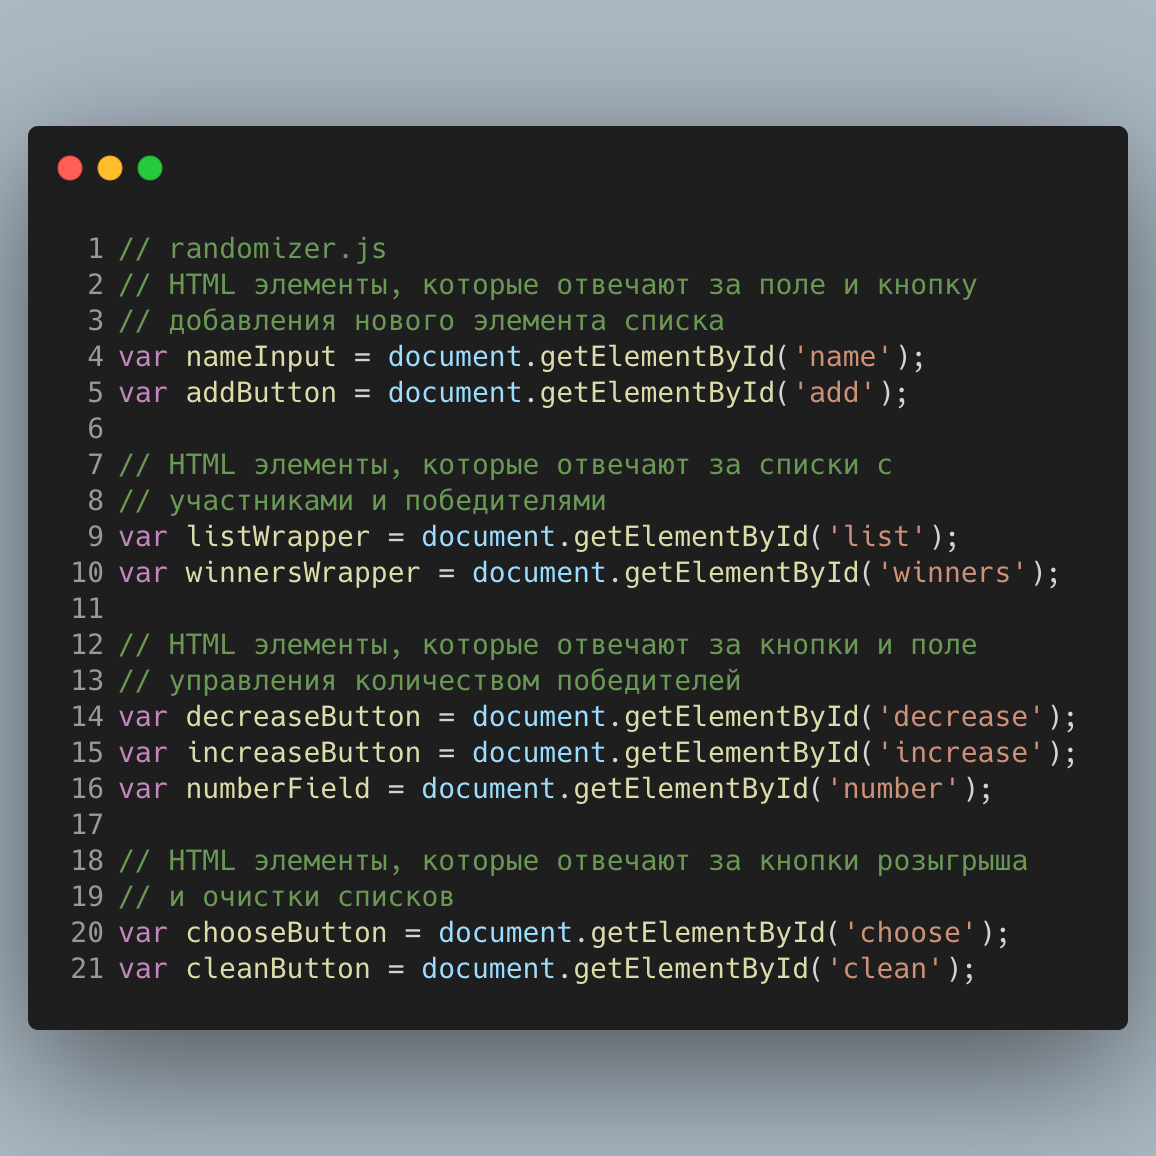 1 // randomizer.js
2 // HTML элементы, которые отвечают за поле и кнопку
3 // добавления нового элемента списка
4 var nameInput = document.getElementById('name');
5 var addButton = document.getElementById('add');
6
7 // HTML элементы, которые отвечают за списки с
8 // участниками и победителями
9 var listWrapper = document.getElementById('list');
10 var winnersWrapper = document.getElementById('winners');
11
12 // HTML элементы, которые отвечают за кнопки и поле
13 // управления количеством победителей
14 var decreaseButton = document.getElementById('decrease');
15 var increaseButton = document.getElementById('increase');
16 var numberField = document.getElementById('number');
17
18 // HTML элементы, которые отвечают за кнопки розыгрыша
19 // и очистки списков
20 var chooseButton = document.getElementById('choose');
21 var cleanButton = document.getElementById('clean');